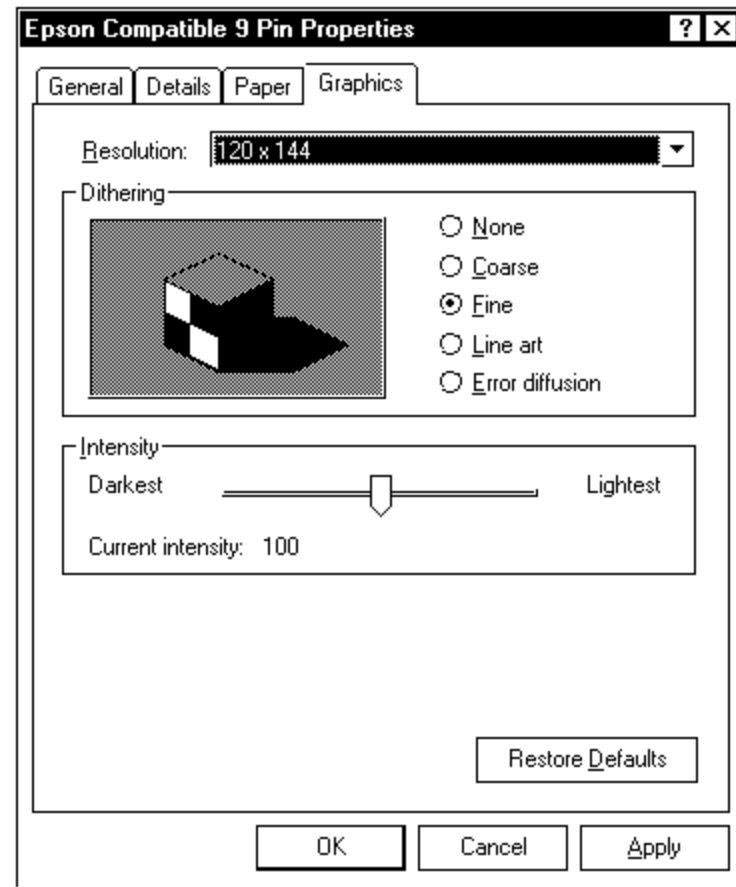 Epson Compatible 9 Pin Properties
General Details Paper Graphics
Resolution: 120 x 144
Dithering
None
Coarse
Fine
Line art
Error diffusion
Intensity
Darkest Lightest
Current intensity: 100
Restore Defaults
OK Cancel Apply